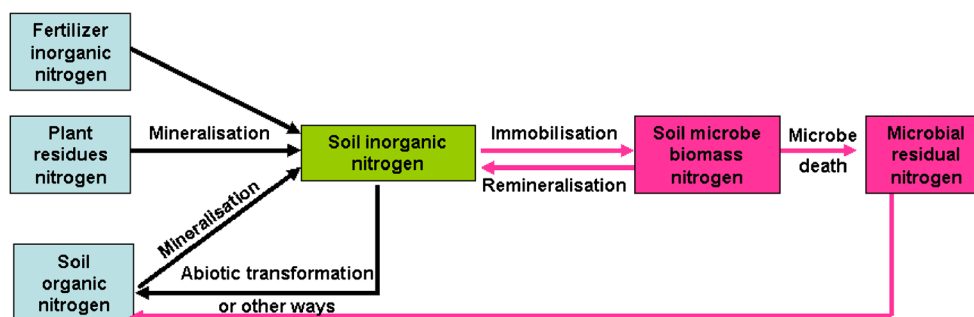 Fertilizer
inorganic
nitrogen
Plant
residues
nitrogen
Mineralisation
Soil inorganic
nitrogen
Immobilisation
Remineralisation
Soil microbe
biomass
nitrogen
Microbe
death
Microbial
residual
nitrogen
Mineralisation
Soil
organic
nitrogen
Abiotic transformation
or other ways